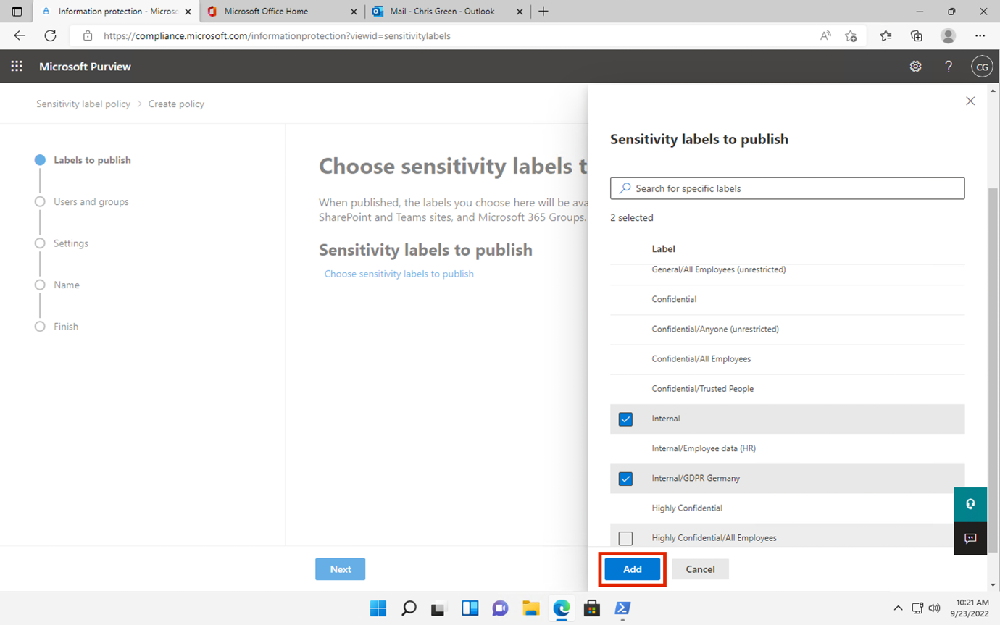 Information protection - Micros
Microsoft Office Home
Mail - Chris Green - Outlook
https://compliance.microsoft.com/informationprotection?viewid=sensitivitylabels
Microsoft Purview
CG
Sensitivity label policy > Create policy
Labels to publish
Users and groups
Settings
Name
Finish
Choose sensitivity labels t
When published, the labels you choose here will be ava
SharePoint and Teams sites, and Microsoft 365 Groups.
Sensitivity labels to publish
Choose sensitivity labels to publish
Next
Sensitivity labels to publish
Search for specific labels
2 selected
Label
General/All Employees (unrestricted)
Confidential
Confidential/Anyone (unrestricted)
Confidential/All Employees
Confidential/Trusted People
Internal
Internal/Employee data (HR)
Internal/GDPR Germany
Highly Confidential
Highly Confidential/All Employees
Add
Cancel
10:21 AM
9/23/2022